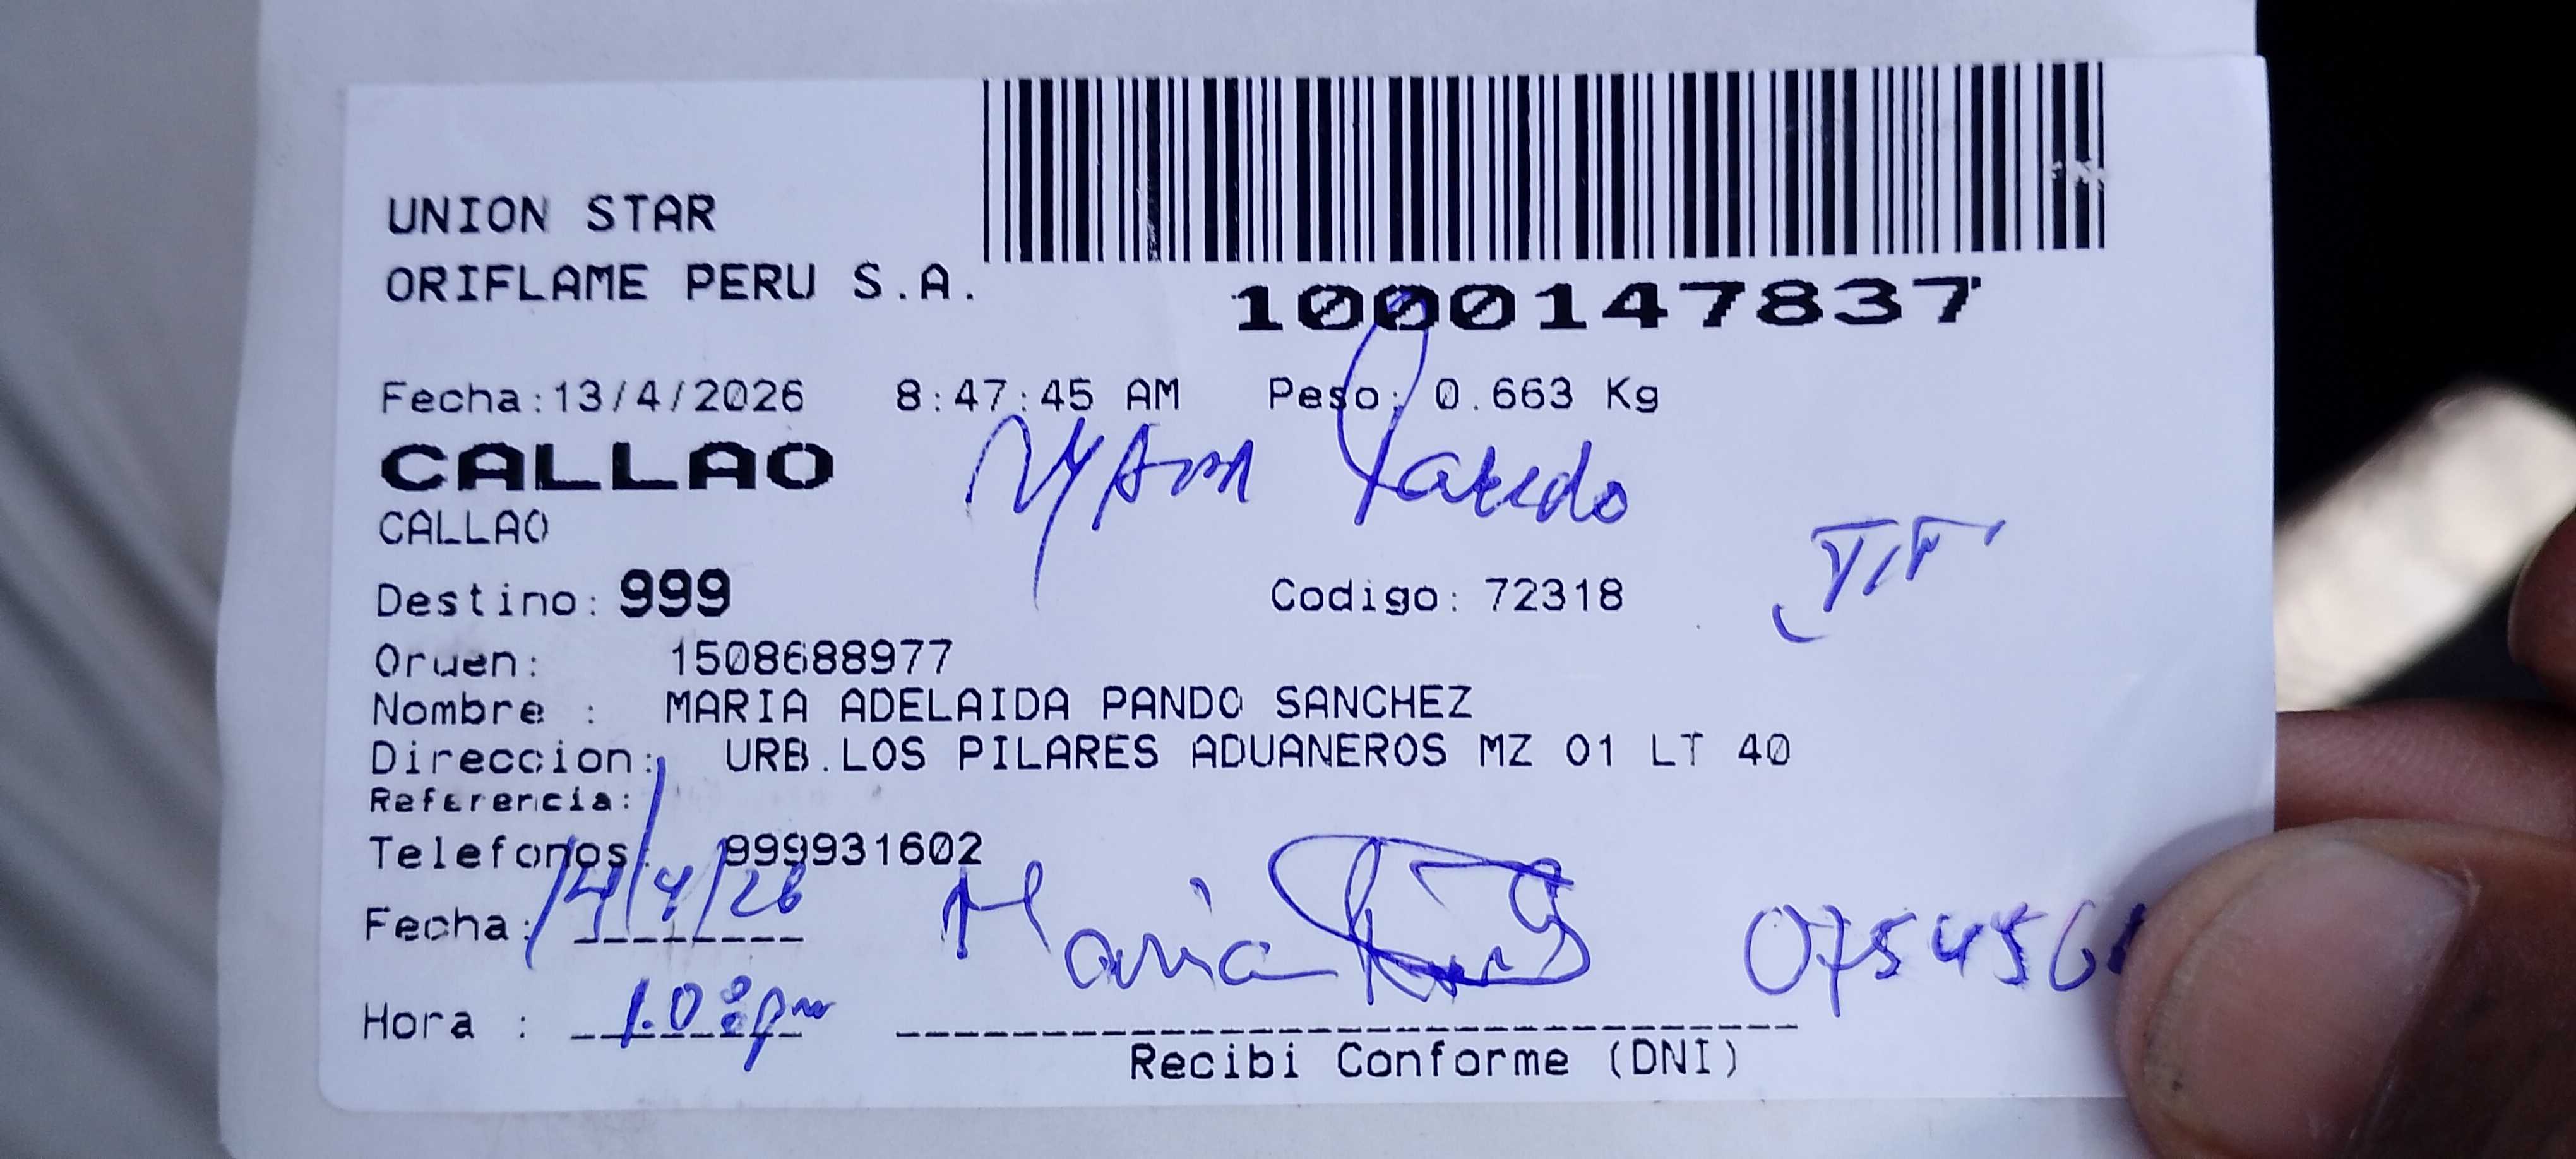 UNION STAR
ORIFLAME PERU S.A.
1000147837
Fecha:13/4/2026 8:47:45 AM Peso: 0.663 Kg
CALLAO
CALLAO
Destino: 999 Codigo: 72318
Orden: 1508688977
Nombre : MARIA ADELAIDA PANDO SANCHEZ
Direccion: URB.LOS PILARES ADUANEROS MZ 01 LT 40
Referencia:
Telefonos: 999931602
Fecha: 14/4/26 Maria 0754561
Hora : 1.08pm
Recibi Conforme (DNI)